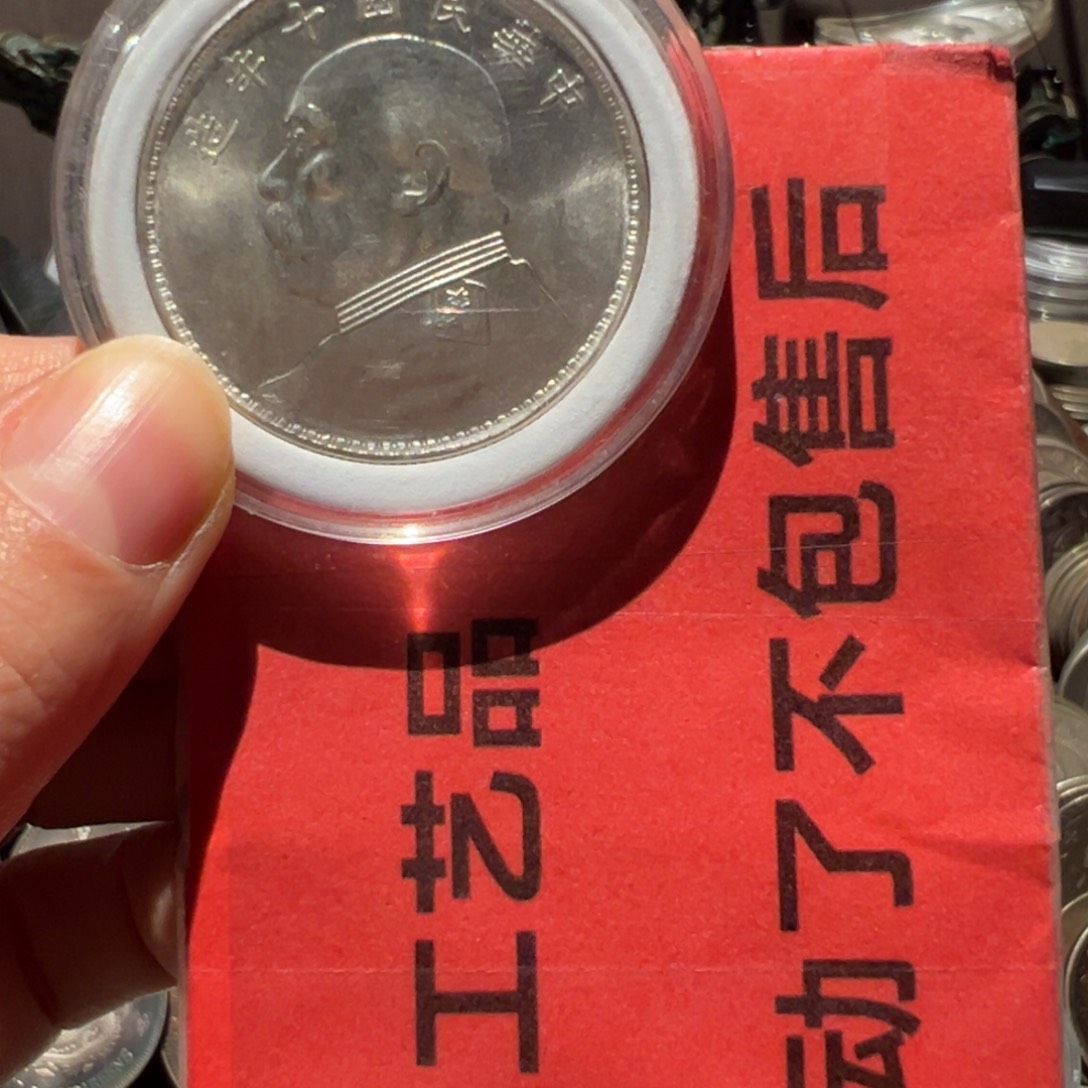 中華民國十年造
工艺品
动了不包售后